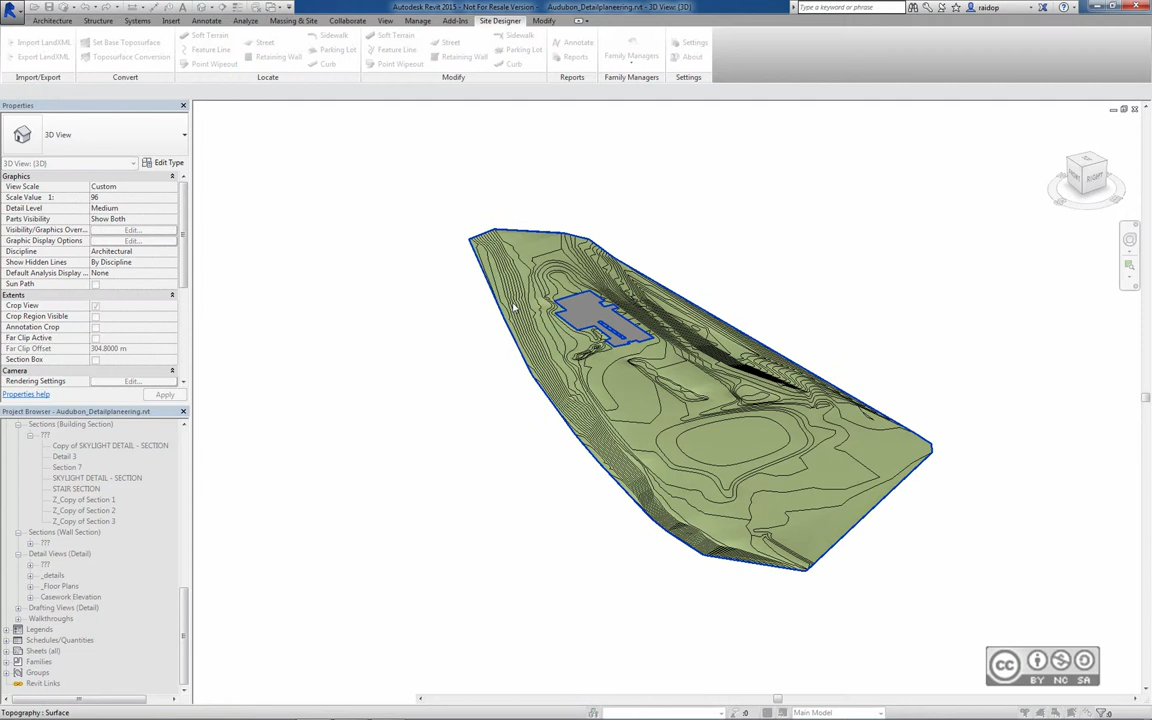 Autodesk Revit 2015 - Not For Resale Version - Audubon_Detailplaneering.rvt - 3D View: {3D}
Type a keyword or phrase
raidop
Architecture Structure Systems Insert Annotate Analyze Massing & Site Collaborate View Manage Add-Ins Site Designer Modify
Import LandXML
Export LandXML
Import/Export
Set Base Toposurface
Toposurface Conversion
Convert
Soft Terrain
Feature Line
Point Wipeout
Street
Retaining Wall
Sidewalk
Parking Lot
Curb
Locate
Soft Terrain
Feature Line
Point Wipeout
Street
Retaining Wall
Sidewalk
Parking Lot
Curb
Modify
Annotate
Reports
Reports
Family Managers
Family Managers
Settings
About
Settings
Properties
3D View
3D View: {3D}
Edit Type
Graphics
View Scale Custom
Scale Value 1: 96
Detail Level Medium
Parts Visibility Show Both
Visibility/Graphics Overr... Edit...
Graphic Display Options Edit...
Discipline Architectural
Show Hidden Lines By Discipline
Default Analysis Display ... None
Sun Path
Extents
Crop View
Crop Region Visible
Annotation Crop
Far Clip Active
Far Clip Offset 304.8000 m
Section Box
Camera
Rendering Settings Edit...
Properties help
Apply
Project Browser - Audubon_Detailplaneering.rvt
Sections (Building Section)
???
Copy of SKYLIGHT DETAIL - SECTION
Detail 3
Section 7
SKYLIGHT DETAIL - SECTION
STAIR SECTION
Z_Copy of Section 1
Z_Copy of Section 2
Z_Copy of Section 3
Sections (Wall Section)
???
Detail Views (Detail)
???
_details
_Floor Plans
Casework Elevation
Drafting Views (Detail)
Walkthroughs
Legends
Schedules/Quantities
Sheets (all)
Families
Groups
Revit Links
FRONT RIGHT
cc
BY NC SA
Topography : Surface
:0
Main Model
:0